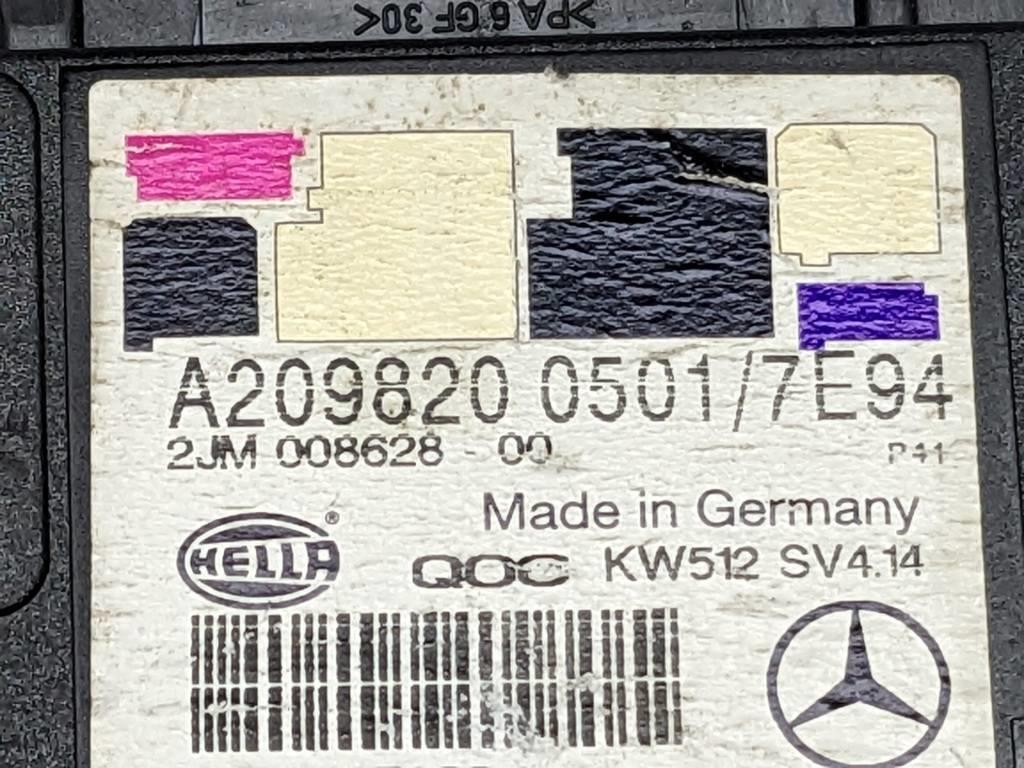 >PA 6 GF 30<
A209820 0501/7E94
2JM 008628 - 00 P41
Made in Germany
HELLA ® QOC KW512 SV4.14